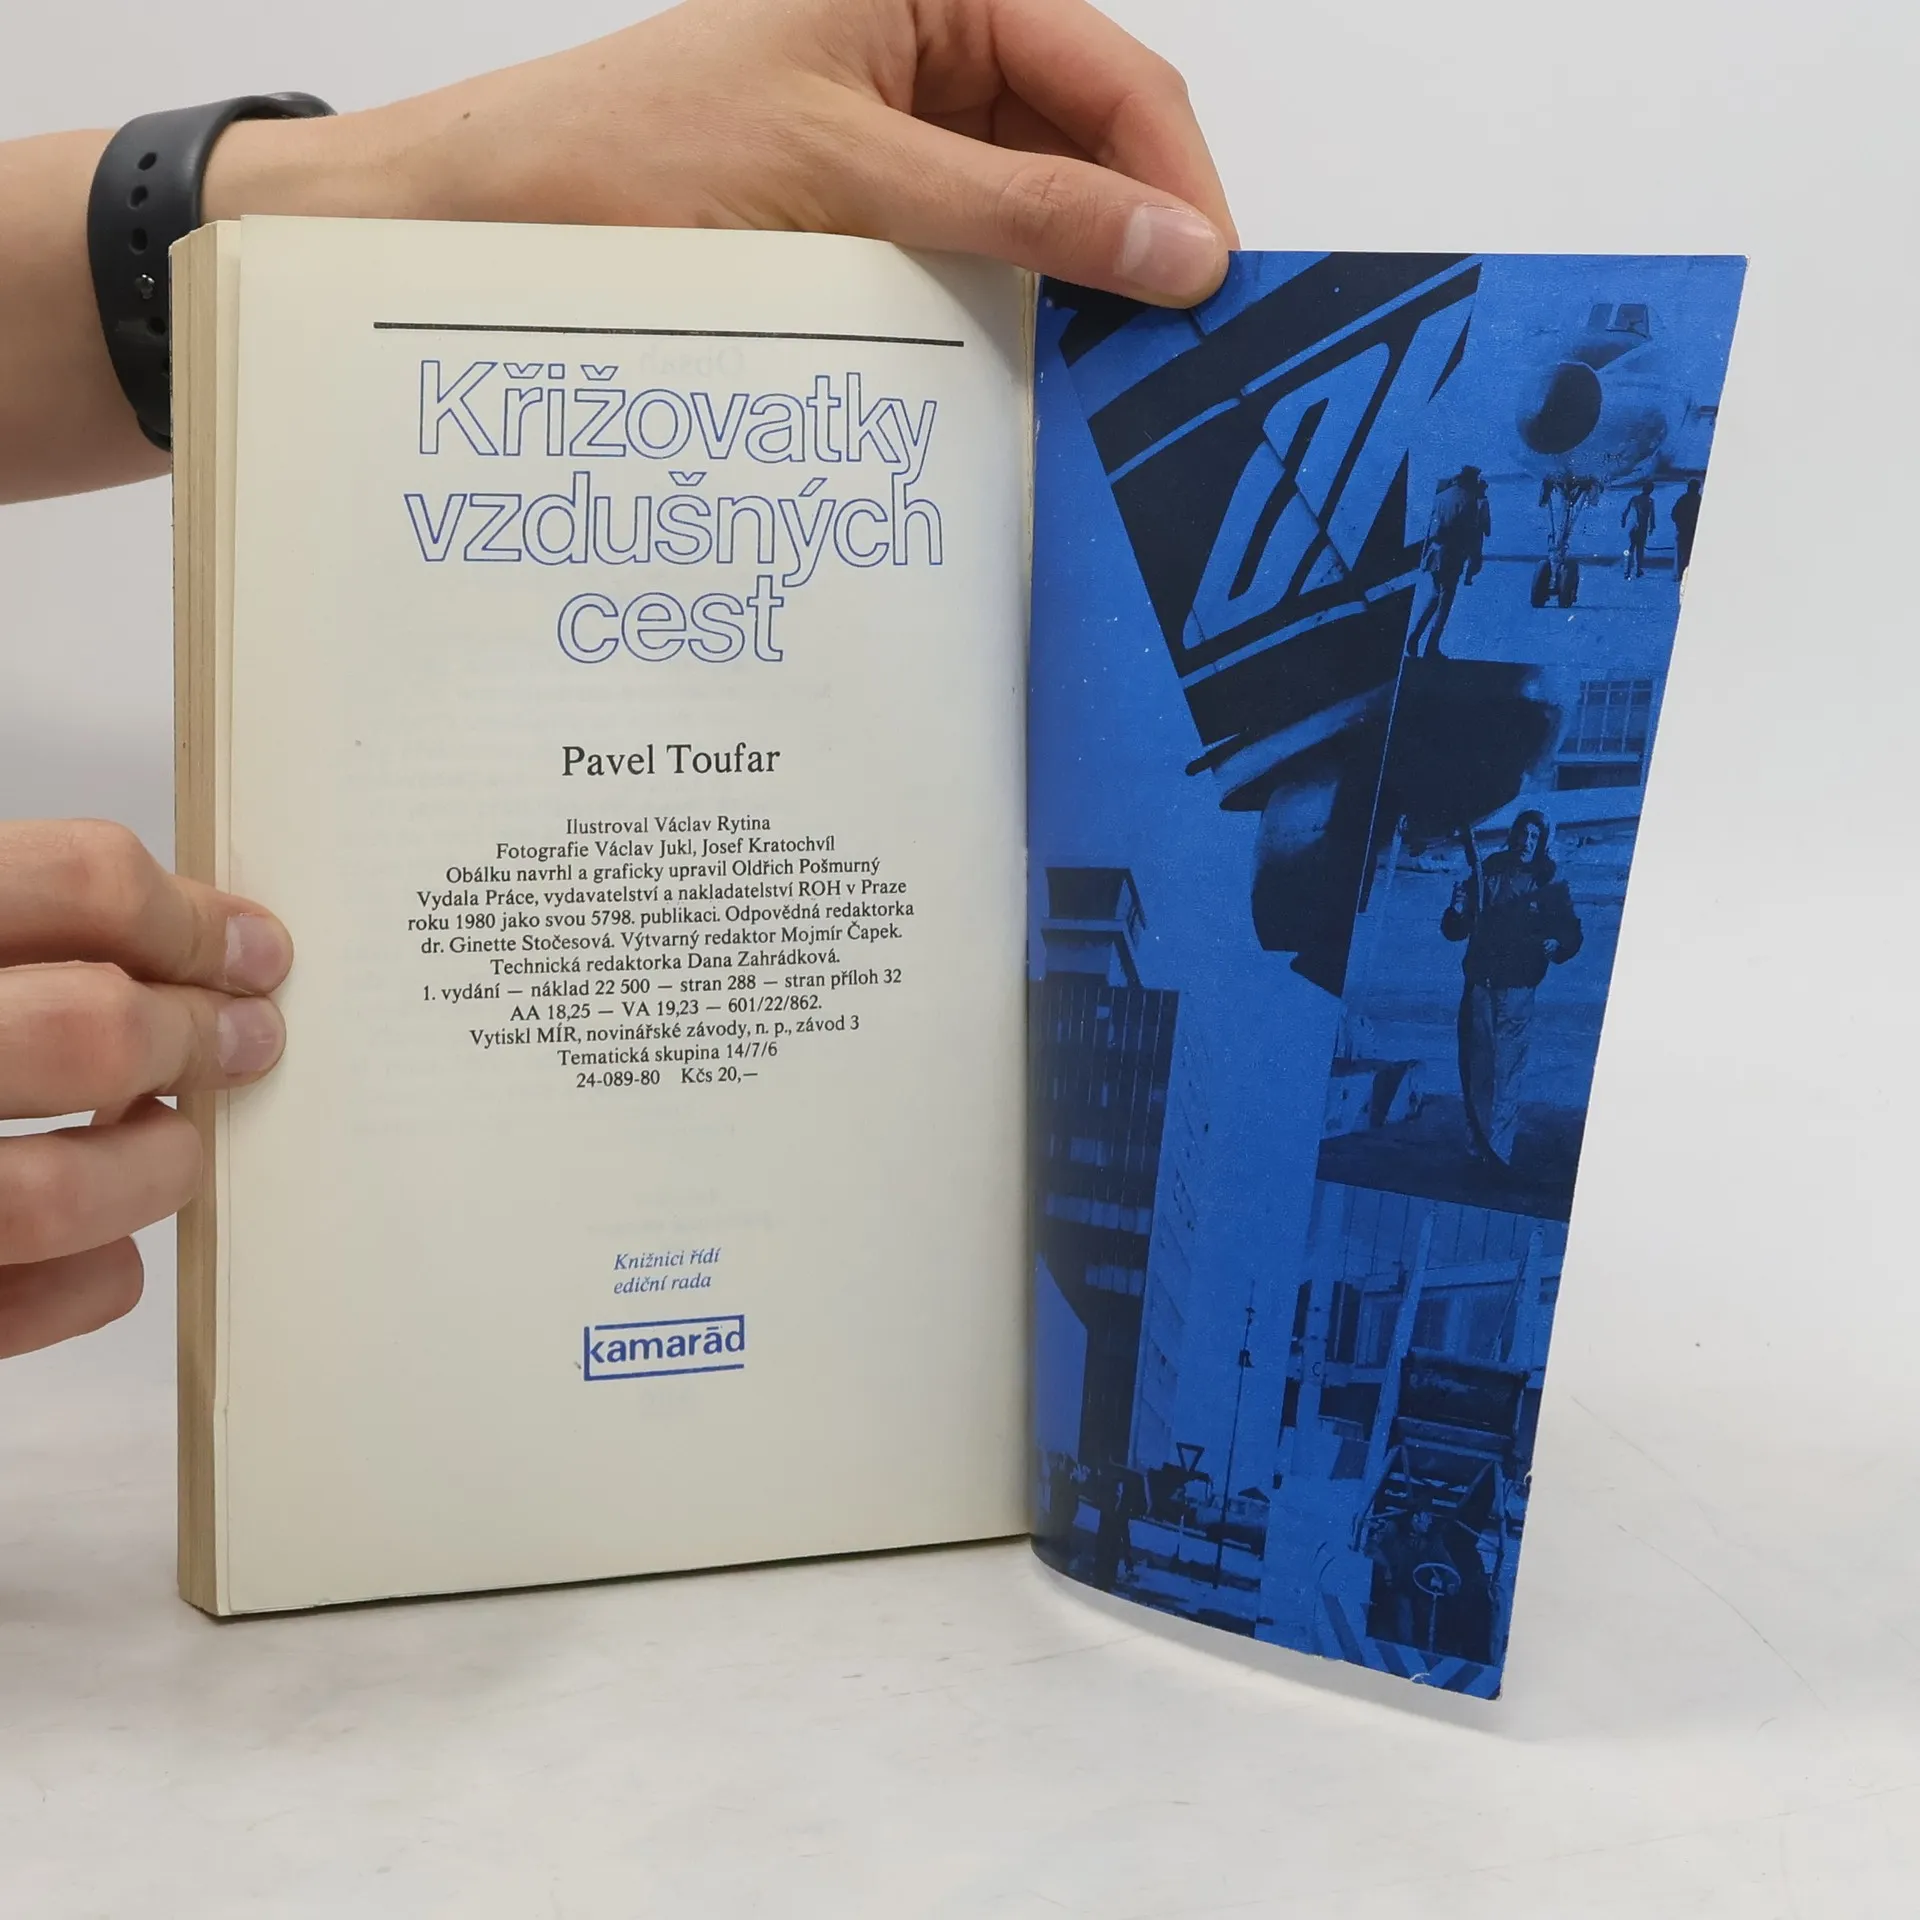 Křižovatky
vzdušných
cest
Pavel Toufar
Ilustroval Václav Rytina
Fotografie Václav Jukl, Josef Kratochvíl
Obálku navrhl a graficky upravil Oldřich Pošmurný
Vydala Práce, vydavatelství a nakladatelství ROH v Praze
roku 1980 jako svou 5798. publikaci. Odpovědná redaktorka
dr. Ginette Stočesová. Výtvarný redaktor Mojmír Čapek.
Technická redaktorka Dana Zahrádková.
1. vydání — náklad 22 500 — stran 288 — stran příloh 32
AA 18,25 — VA 19,23 — 601/22/862.
Vytiskl MÍR, novinářské závody, n. p., závod 3
Tematická skupina 14/7/6
24-089-80 Kčs 20,—
Knižnici řídí
ediční rada
kamarād
OK